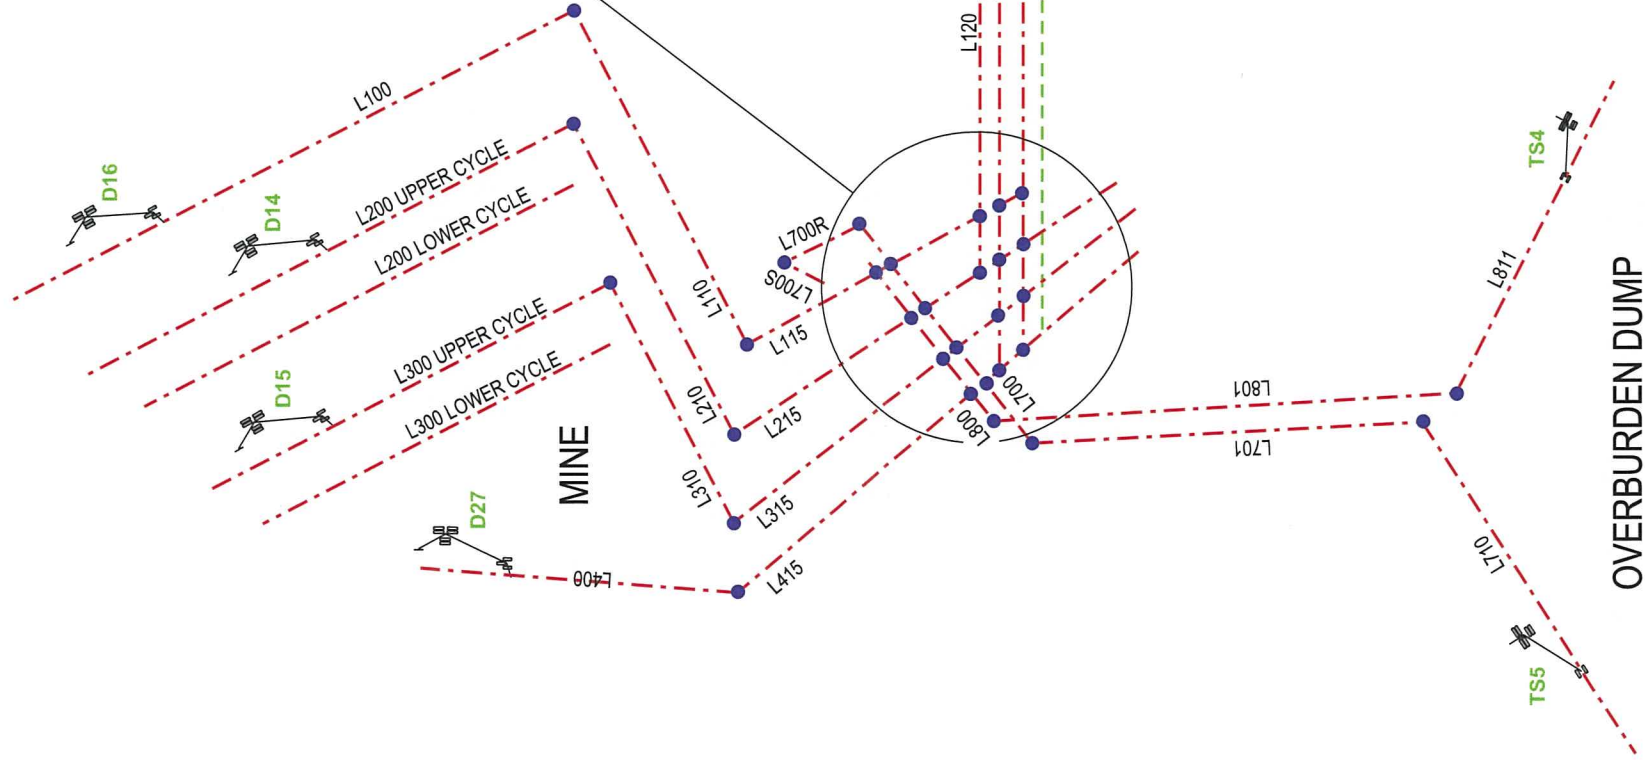 L120
L100
D16
D14
L200 UPPER CYCLE
L200 LOWER CYCLE
TS4
L700R
L700S
L110
L115
L811
D15
L300 UPPER CYCLE
L300 LOWER CYCLE
L210
L215
L700
L800
L801
L701
MINE
OVERBURDEN DUMP
L310
L315
D27
L400
L415
L710
TS5